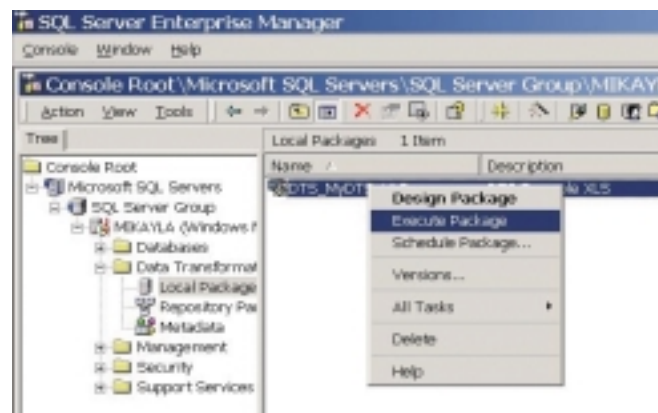 SQL Server Enterprise Manager
Console Window Help
Console Root\Microsoft SQL Servers\SQL Server Group\MIKAY
Action View Tools
Tree
Local Packages 1 Item
Console Root
Microsoft SQL Servers
SQL Server Group
MIKAYLA (Windows
Databases
Data Transformat
Local Package
Repository Pa
Metadata
Management
Security
Support Services
Name Description
DTS_MyDTS XLS
Design Package
Execute Package
Schedule Package...
Versions...
All Tasks
Delete
Help